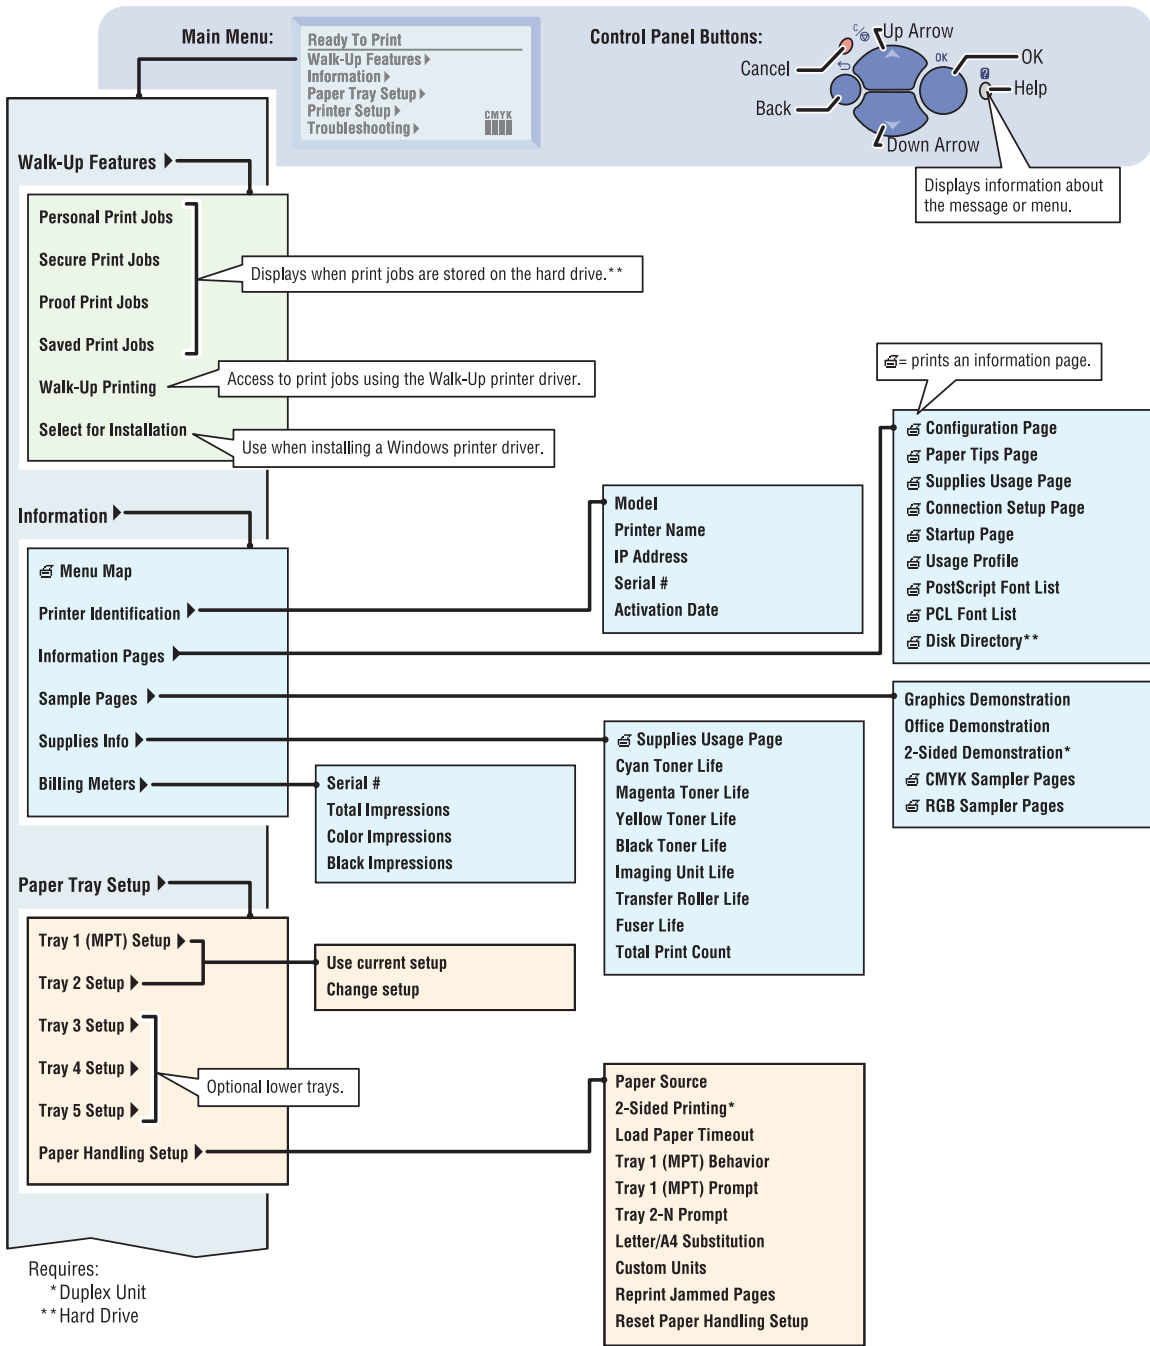 Main Menu:
Ready To Print
Walk-Up Features
Information
Paper Tray Setup
Printer Setup
Troubleshooting
CMYK
Control Panel Buttons:
C/
Up Arrow
Cancel
OK
OK
?
Help
Back
Down Arrow
Displays information about
the message or menu.
Walk-Up Features
Personal Print Jobs
Secure Print Jobs
Proof Print Jobs
Saved Print Jobs
Displays when print jobs are stored on the hard drive.**
Walk-Up Printing
Access to print jobs using the Walk-Up printer driver.
Select for Installation
Use when installing a Windows printer driver.
= prints an information page.
Configuration Page
Paper Tips Page
Supplies Usage Page
Connection Setup Page
Startup Page
Usage Profile
PostScript Font List
PCL Font List
Disk Directory**
Information
Menu Map
Printer Identification
Information Pages
Sample Pages
Supplies Info
Billing Meters
Model
Printer Name
IP Address
Serial #
Activation Date
Graphics Demonstration
Office Demonstration
2-Sided Demonstration*
CMYK Sampler Pages
RGB Sampler Pages
Supplies Usage Page
Cyan Toner Life
Magenta Toner Life
Yellow Toner Life
Black Toner Life
Imaging Unit Life
Transfer Roller Life
Fuser Life
Total Print Count
Serial #
Total Impressions
Color Impressions
Black Impressions
Paper Tray Setup
Tray 1 (MPT) Setup
Tray 2 Setup
Tray 3 Setup
Tray 4 Setup
Tray 5 Setup
Paper Handling Setup
Use current setup
Change setup
Optional lower trays.
Paper Source
2-Sided Printing*
Load Paper Timeout
Tray 1 (MPT) Behavior
Tray 1 (MPT) Prompt
Tray 2-N Prompt
Letter/A4 Substitution
Custom Units
Reprint Jammed Pages
Reset Paper Handling Setup
Requires:
*Duplex Unit
**Hard Drive